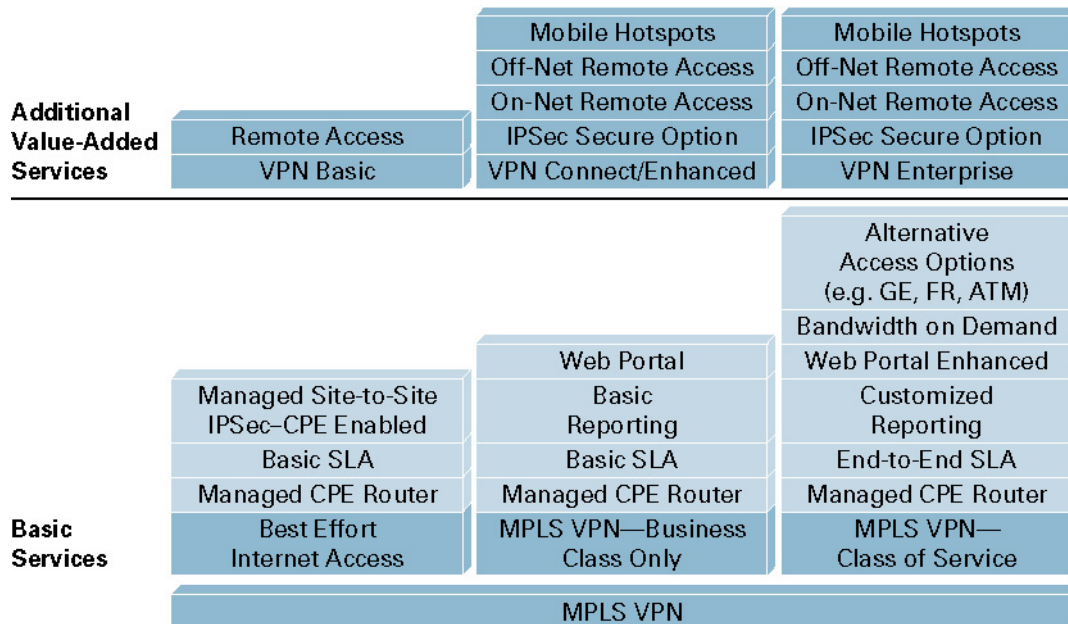 Additional
Value-Added
Services
Remote Access
VPN Basic
Mobile Hotspots
Off-Net Remote Access
On-Net Remote Access
IPSec Secure Option
VPN Connect/Enhanced
Mobile Hotspots
Off-Net Remote Access
On-Net Remote Access
IPSec Secure Option
VPN Enterprise
Basic
Services
Managed Site-to-Site
IPSec–CPE Enabled
Basic SLA
Managed CPE Router
Best Effort
Internet Access
Web Portal
Basic
Reporting
Basic SLA
Managed CPE Router
MPLS VPN—Business
Class Only
Alternative
Access Options
(e.g. GE, FR, ATM)
Bandwidth on Demand
Web Portal Enhanced
Customized
Reporting
End-to-End SLA
Managed CPE Router
MPLS VPN—
Class of Service
MPLS VPN